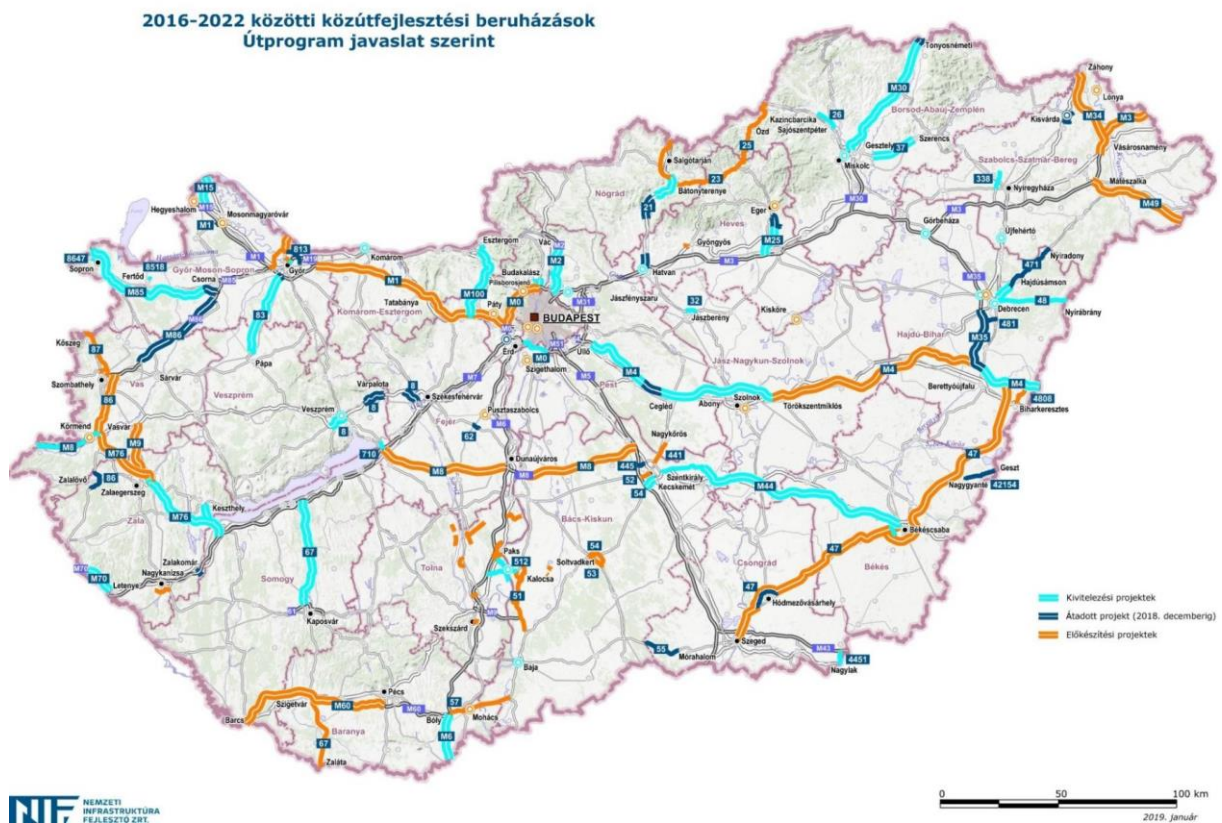 2016-2022 közötti közútfejlesztési beruházások
Útprogram javaslat szerint
Tornyosnémeti
Záhony
Lónya
M30
Kazincbarcika
Sajószentpéter
26
Borsod-Abaúj-Zemplén
Kisvárda
M34
M3
Ózd
Gesztely
37
Szerencs
Miskolc
25
Vásárosnamény
Szabolcs-Szatmár-Bereg
Salgótarján
23
Bátonyterenye
Nógrád
338
Nyíregyháza
Mátészalka
M49
M15
Hegyeshalom
Mosonmagyaróvár
M1
21
Heves
Eger
M30
M3
Görbeháza
Újfehértó
Esztergom
Vác
M2
Gyöngyös
M25
8647
Sopron
813
M19
Győr
M1
Komárom
Hatvan
M3
Nyíradony
471
Fertőd
8518
Győr-Moson-Sopron
Csorna
M85
M85
Budakalász
Pilisborosjenő
M1
M100
M0
Tatabánya
Páty
Komárom-Esztergom
M31
Jászfényszaru
32
Jászberény
Kisköre
M35
Hajdúsámson
48
Debrecen
Nyírábrány
481
Hajdú-Bihar
M35
BUDAPEST
M51
83
M86
Kőszeg
87
Szombathely
Vas
Sárvár
Pápa
Érd
M0
Szigethalom
Üllő
M7
M5
Pest
M4
Jász-Nagykun-Szolnok
M4
Berettyóújfalu
M4
4808
Biharkeresztes
Veszprém
Várpalota
8
8
Székesfehérvár
Cegléd
Abony
Szolnok
Törökszentmiklós
86
Körmend
Vasvár
M9
M8
M76
Veszprém
8
Fejér
Pusztaszabolcs
M6
62
Nagykőrös
441
47
710
Dunaújváros
M8
M8
M8
445
52
54
Kecskemét
Szentkirály
M44
Geszt
Nagygyanté
42154
Zalalövő
86
Zalaegerszeg
Keszthely
M76
Zala
Bács-Kiskun
Békéscsaba
67
Paks
512
54
Soltvadkert
53
Kalocsa
Tolna
51
Csongrád
47
Békés
47
Hódmezővásárhely
M70
M70
Letenye
Nagykanizsa
Zalakomár
Somogy
61
Kaposvár
Szekszárd
M6
55
Mórahalom
Szeged
M43
4451
Nagylak
Baja
Pécs
57
Szigetvár
M60
M60
Barcs
Bóly
Mohács
Baranya
M6
67
Zaláta
Kivitelezési projektek
Átadott projekt (2018. decemberig)
Előkészítési projektek
NIF
NEMZETI
INFRASTRUKTÚRA
FEJLESZTŐ ZRT.
0 50 100 km
2019. január